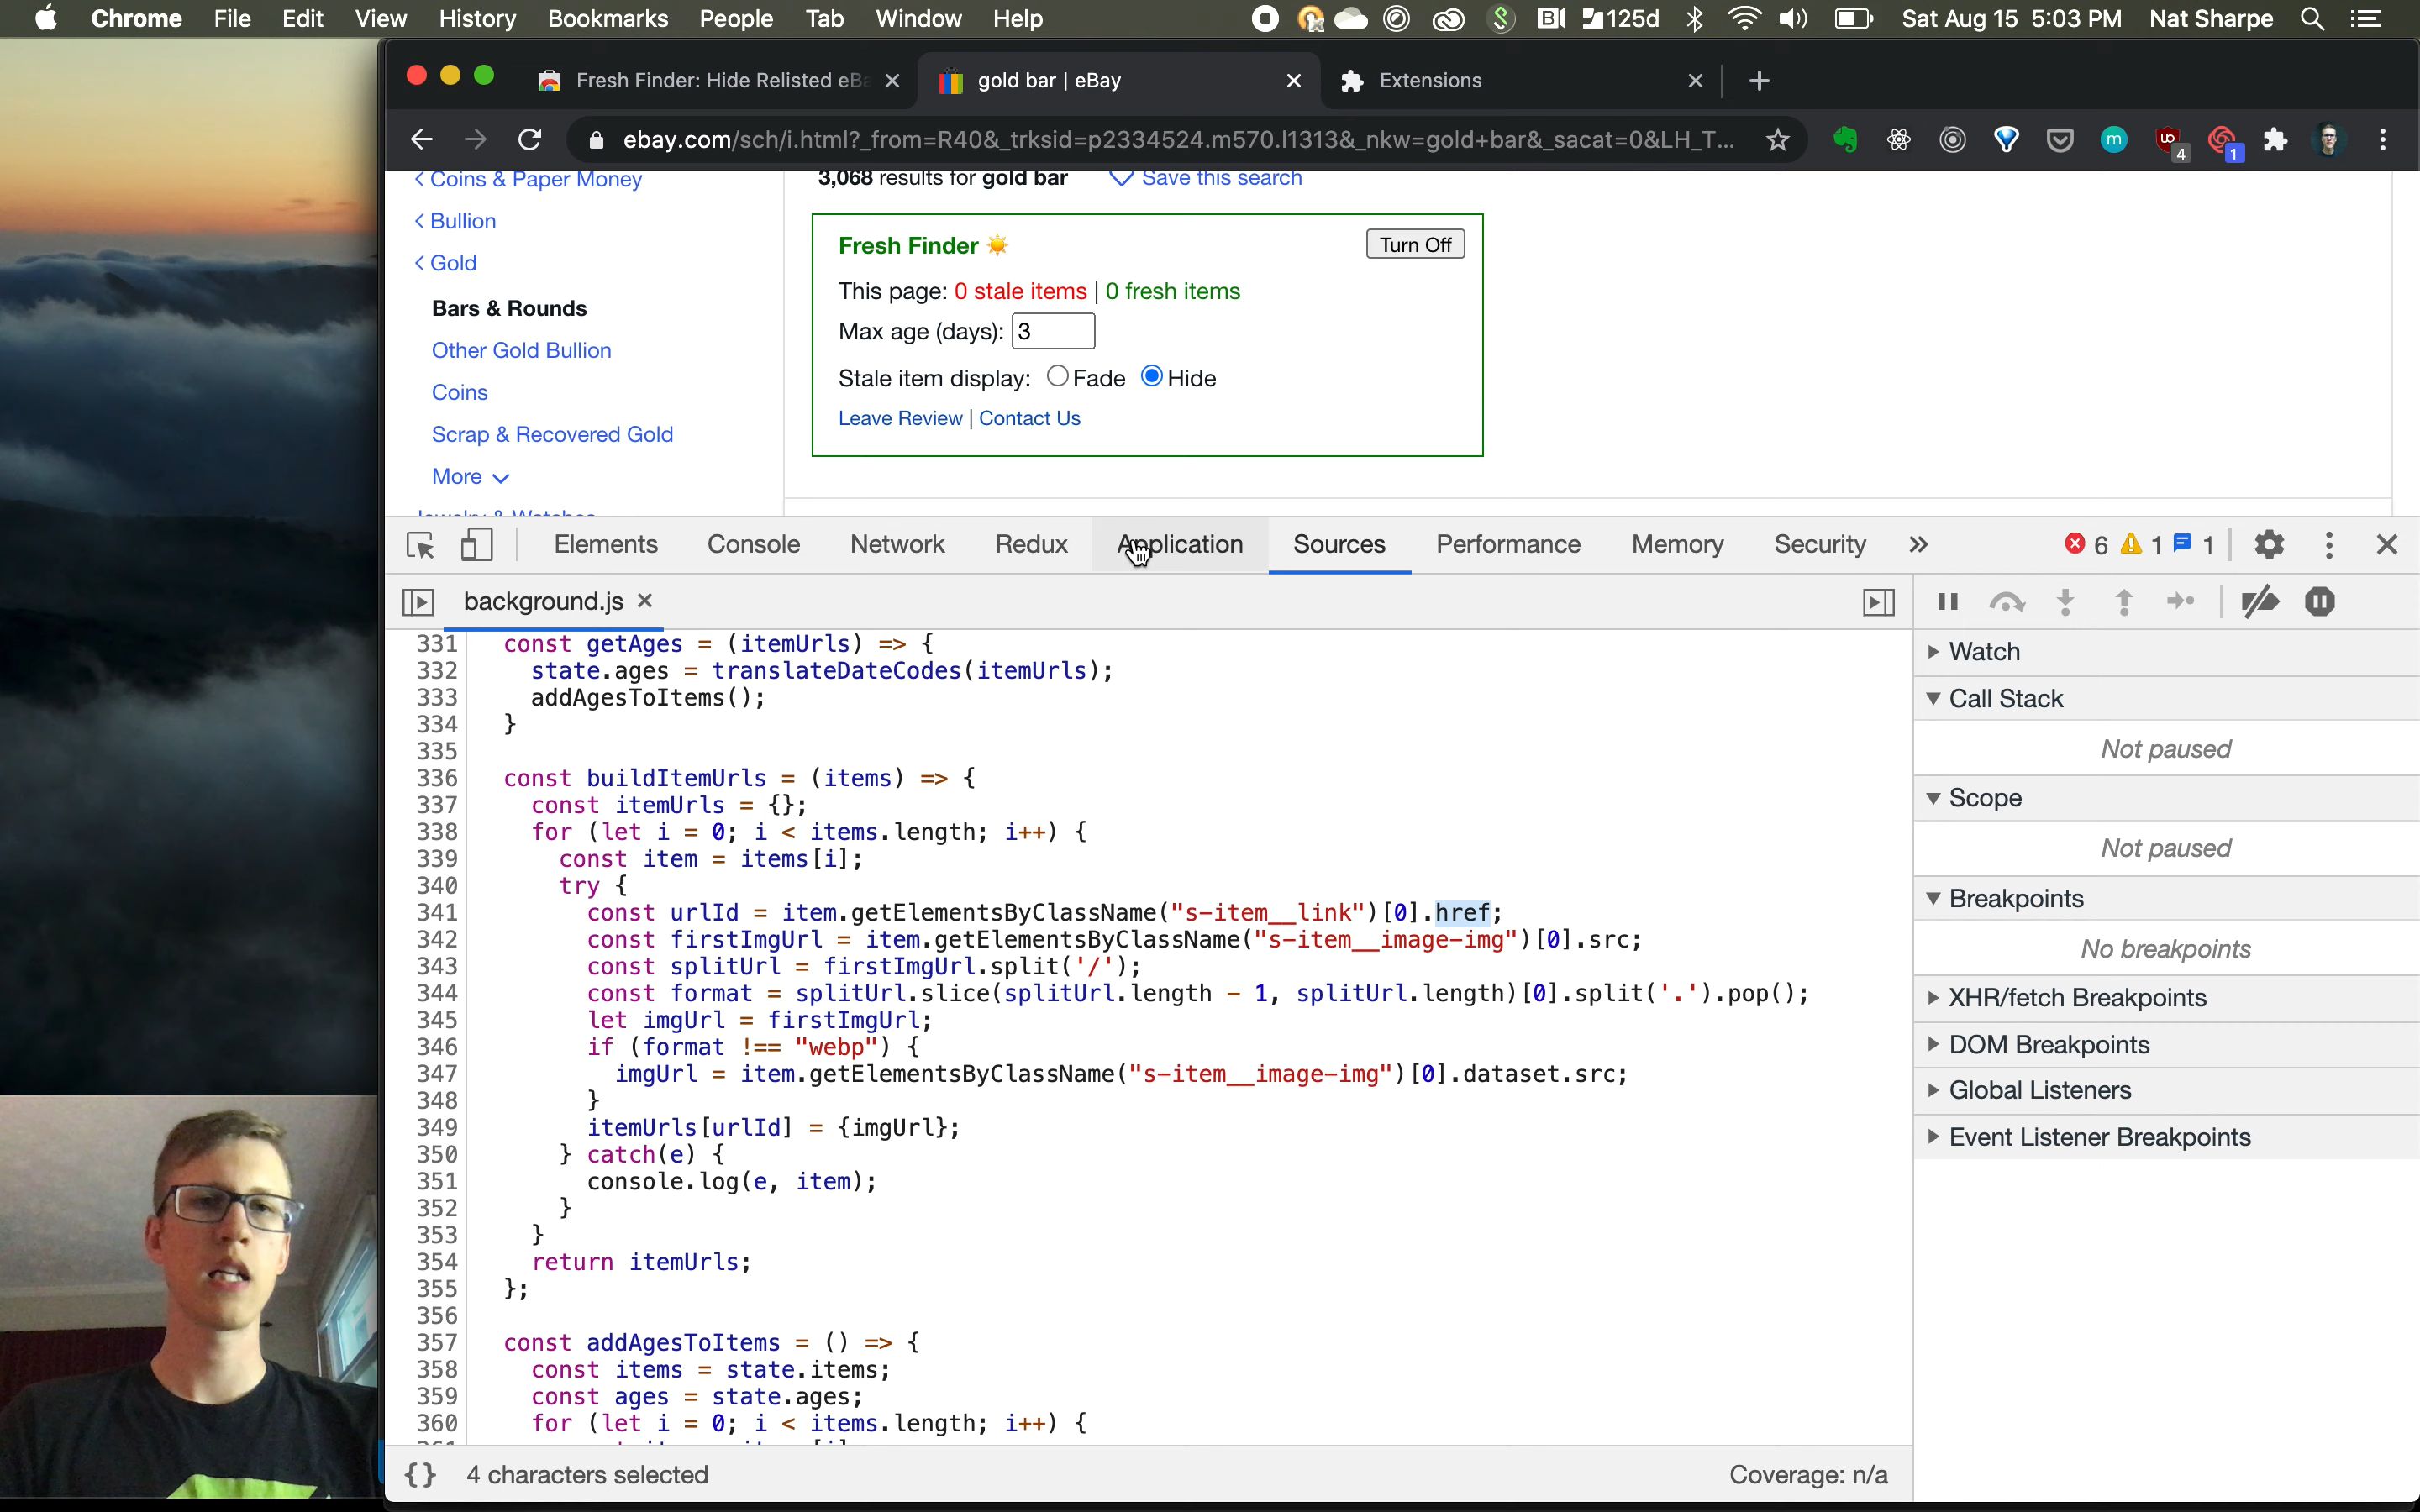 Chrome File Edit View History Bookmarks People Tab Window Help 125d Sat Aug 15 5:03 PM Nat Sharpe
Fresh Finder: Hide Relisted eBa
gold bar | eBay
Extensions
ebay.com/sch/i.html?_from=R40&_trksid=p2334524.m570.l1313&_nkw=gold+bar&_sacat=0&LH_T...
m
4
1
Coins & Paper Money
Bullion
Gold
Bars & Rounds
Other Gold Bullion
Coins
Scrap & Recovered Gold
More
3,068 results for gold bar
Save this search
Fresh Finder
Turn Off
This page: 0 stale items | 0 fresh items
Max age (days): 3
Stale item display: Fade Hide
Leave Review | Contact Us
Elements Console Network Redux Application Sources Performance Memory Security » 6 1 1
background.js
331 const getAges = (itemUrls) => {
332 state.ages = translateDateCodes(itemUrls);
333 addAgesToItems();
334 }
335
336 const buildItemUrls = (items) => {
337 const itemUrls = {};
338 for (let i = 0; i < items.length; i++) {
339 const item = items[i];
340 try {
341 const urlId = item.getElementsByClassName("s-item__link")[0].href;
342 const firstImgUrl = item.getElementsByClassName("s-item__image-img")[0].src;
343 const splitUrl = firstImgUrl.split('/');
344 const format = splitUrl.slice(splitUrl.length - 1, splitUrl.length)[0].split('.').pop();
345 let imgUrl = firstImgUrl;
346 if (format !== "webp") {
347 imgUrl = item.getElementsByClassName("s-item__image-img")[0].dataset.src;
348 }
349 itemUrls[urlId] = {imgUrl};
350 } catch(e) {
351 console.log(e, item);
352 }
353 }
354 return itemUrls;
355 };
356
357 const addAgesToItems = () => {
358 const items = state.items;
359 const ages = state.ages;
360 for (let i = 0; i < items.length; i++) {
{} 4 characters selected
Coverage: n/a
Watch
Call Stack
Not paused
Scope
Not paused
Breakpoints
No breakpoints
XHR/fetch Breakpoints
DOM Breakpoints
Global Listeners
Event Listener Breakpoints